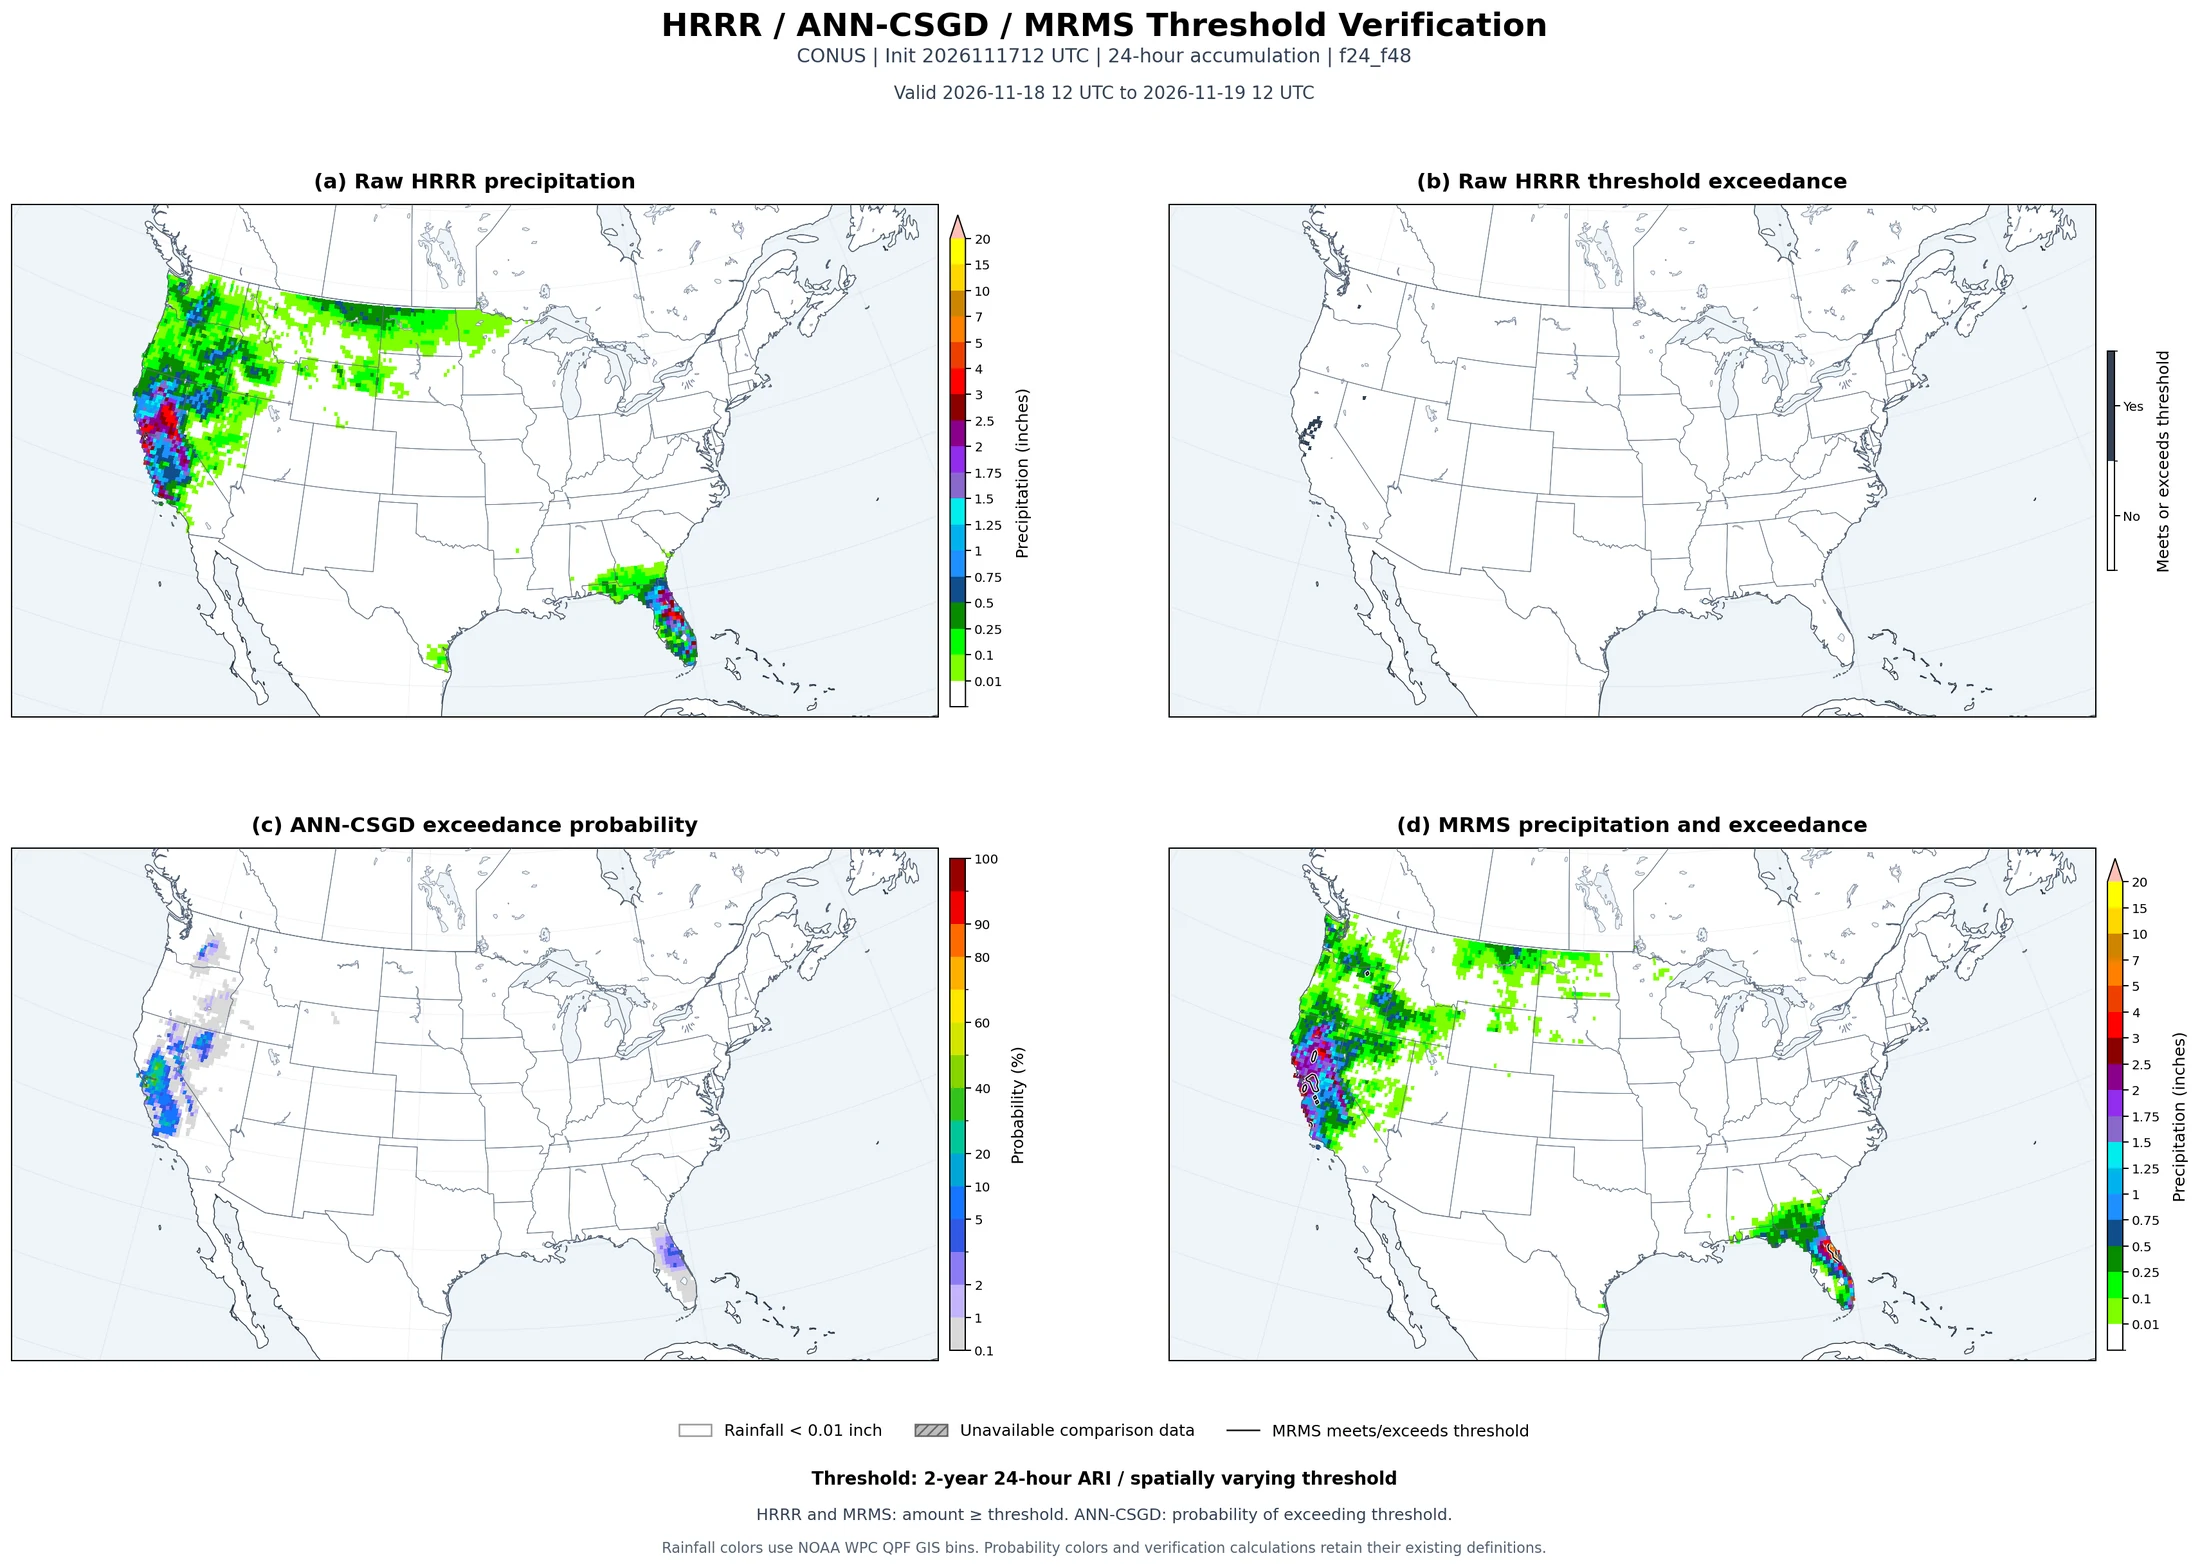 HRRR / ANN-CSGD / MRMS Threshold Verification
CONUS | Init 2026111712 UTC | 24-hour accumulation | f24_f48
Valid 2026-11-18 12 UTC to 2026-11-19 12 UTC
(a) Raw HRRR precipitation
20
15
10
7
5
4
3
2.5
2
1.75
1.5
1.25
1
0.75
0.5
0.25
0.1
0.01
Precipitation (inches)
(b) Raw HRRR threshold exceedance
Yes
No
Meets or exceeds threshold
(c) ANN-CSGD exceedance probability
100
90
80
60
40
20
10
5
2
1
0.1
Probability (%)
(d) MRMS precipitation and exceedance
20
15
10
7
5
4
3
2.5
2
1.75
1.5
1.25
1
0.75
0.5
0.25
0.1
0.01
Precipitation (inches)
Rainfall < 0.01 inch
Unavailable comparison data
MRMS meets/exceeds threshold
Threshold: 2-year 24-hour ARI / spatially varying threshold
HRRR and MRMS: amount ≥ threshold. ANN-CSGD: probability of exceeding threshold.
Rainfall colors use NOAA WPC QPF GIS bins. Probability colors and verification calculations retain their existing definitions.